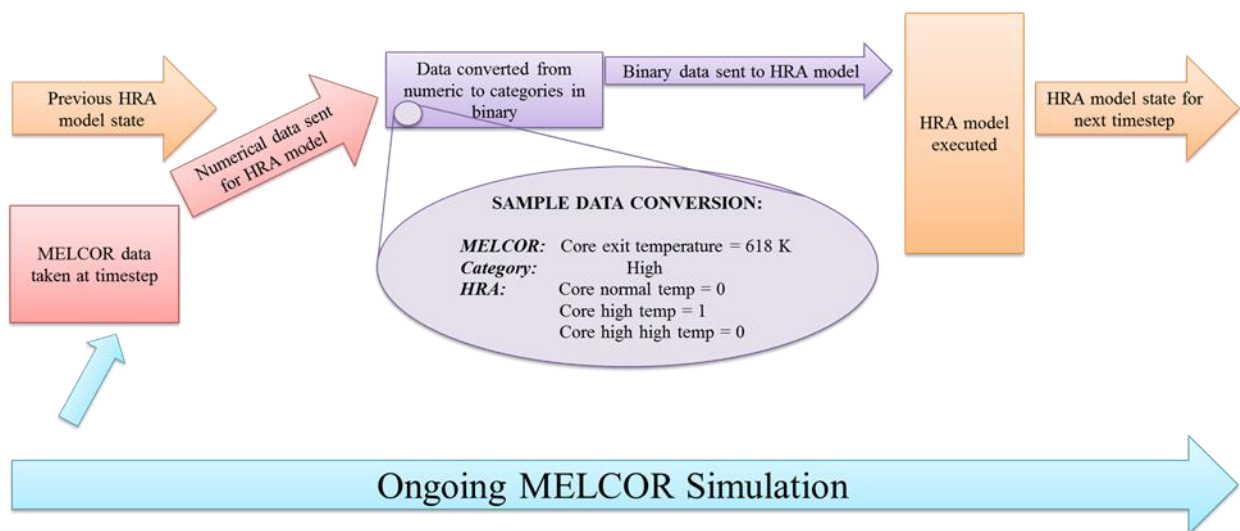 Previous HRA
model state
Numerical data sent
for HRA model
MELCOR data
taken at timestep
Data converted from
numeric to categories in
binary
Binary data sent to HRA model
HRA model
executed
HRA model state for
next timestep
SAMPLE DATA CONVERSION:
MELCOR: Core exit temperature = 618 K
Category: High
HRA: Core normal temp = 0
Core high temp = 1
Core high high temp = 0
Ongoing MELCOR Simulation